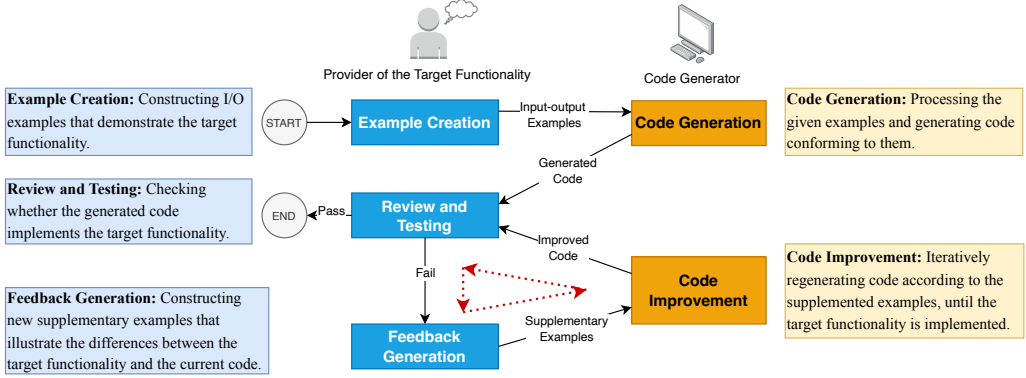 Provider of the Target Functionality
Code Generator
Example Creation: Constructing I/O
examples that demonstrate the target
functionality.
START
Example Creation
Input-output
Examples
Code Generation
Code Generation: Processing the
given examples and generating code
conforming to them.
Generated
Code
Review and Testing: Checking
whether the generated code
implements the target functionality.
END
Pass
Review and
Testing
Improved
Code
Fail
Code
Improvement
Code Improvement: Iteratively
regenerating code according to the
supplemented examples, until the
target functionality is implemented.
Feedback Generation: Constructing
new supplementary examples that
illustrate the differences between the
target functionality and the current code.
Feedback
Generation
Supplementary
Examples